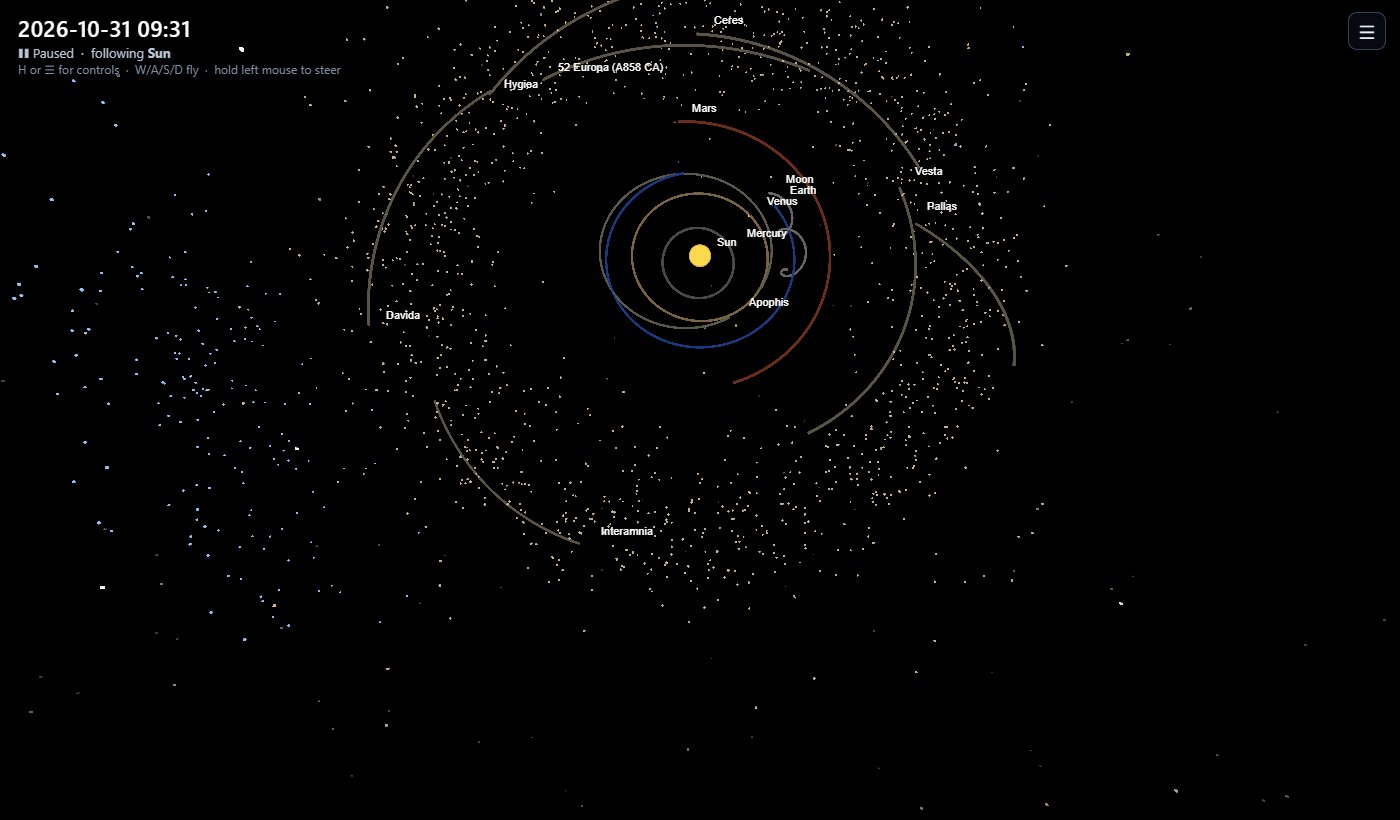 2026-10-31 09:31
Paused · following Sun
H or ☰ for controls · W/A/S/D fly · hold left mouse to steer
Ceres
52 Europa (A858 CA)
Hygiea
Mars
Vesta
Moon
Earth
Venus
Pallas
Mercury
Sun
Apophis
Davida
Interamnia